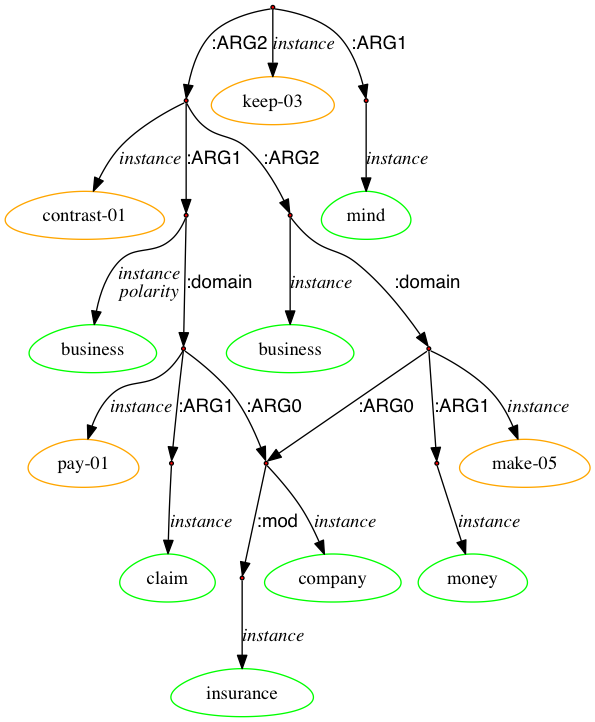 :ARG2 instance :ARG1
keep-03
instance :ARG1 :ARG2 instance
contrast-01 mind
instance
polarity :domain instance :domain
business business
instance :ARG1 :ARG0 :ARG0 :ARG1 instance
pay-01 make-05
instance :mod instance instance
claim company money
instance
insurance